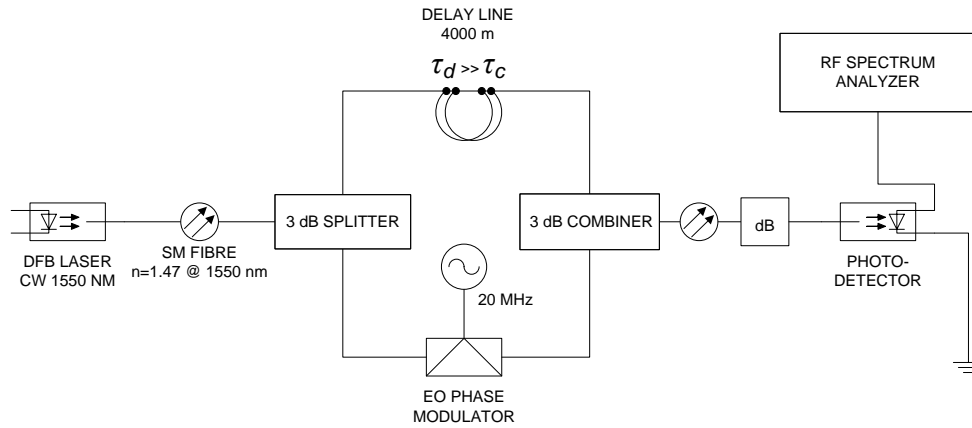 DELAY LINE
4000 m
τd >> τc
RF SPECTRUM
ANALYZER
3 dB SPLITTER
3 dB COMBINER
dB
DFB LASER
CW 1550 NM
SM FIBRE
n=1.47 @ 1550 nm
20 MHz
PHOTO-
DETECTOR
EO PHASE
MODULATOR